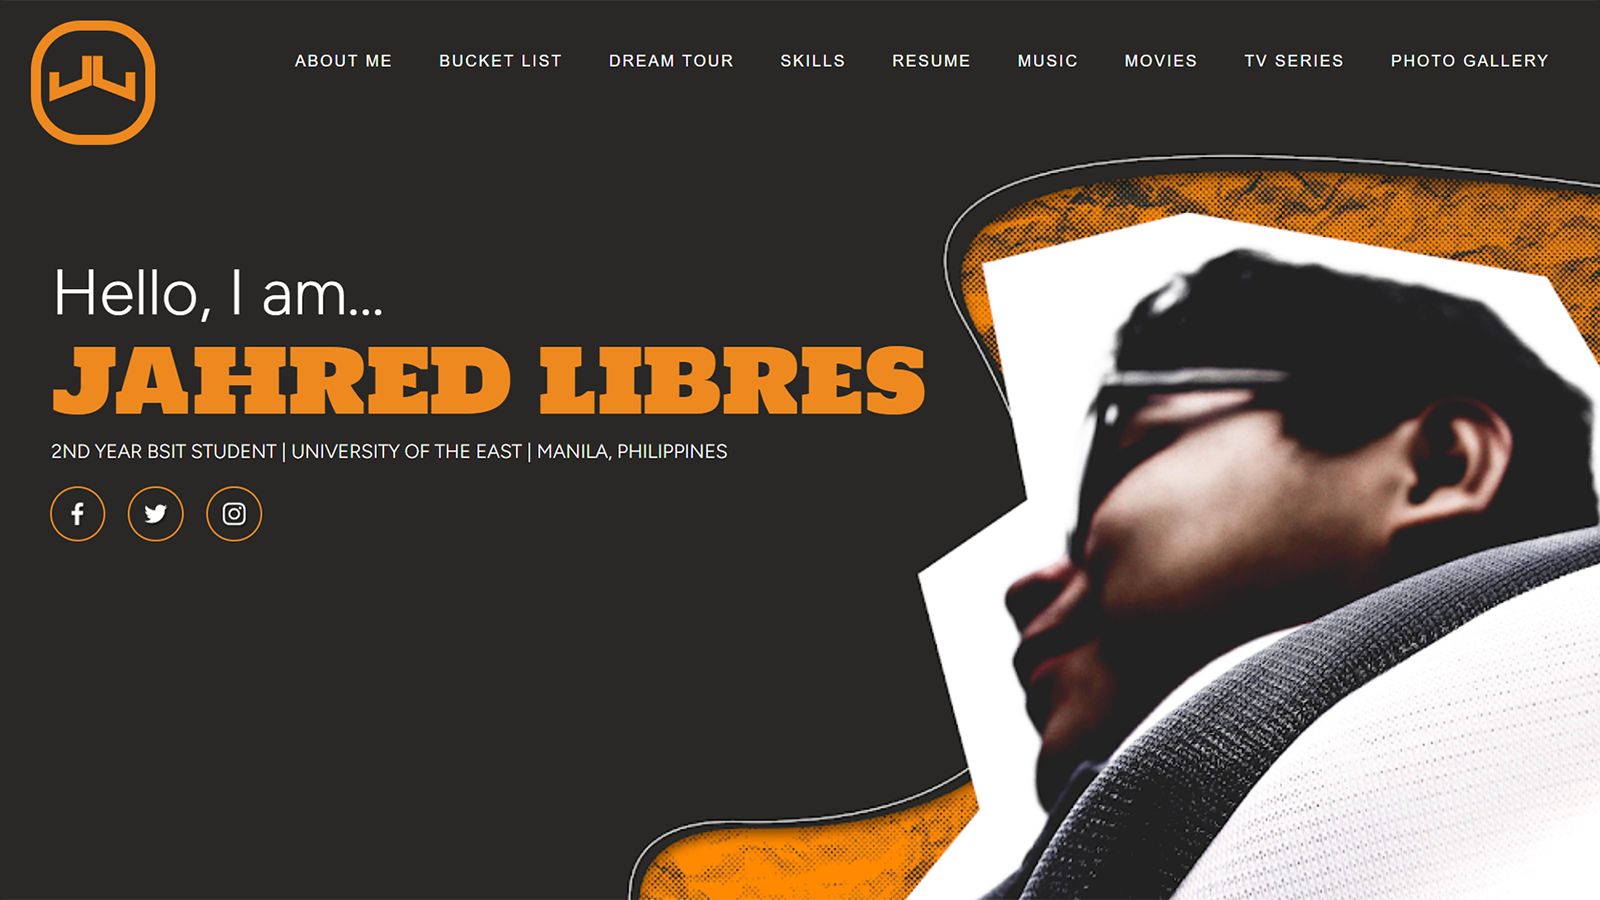 ABOUT ME BUCKET LIST DREAM TOUR SKILLS RESUME MUSIC MOVIES TV SERIES PHOTO GALLERY
Hello, I am...
JAHRED LIBRES
2ND YEAR BSIT STUDENT | UNIVERSITY OF THE EAST | MANILA, PHILIPPINES